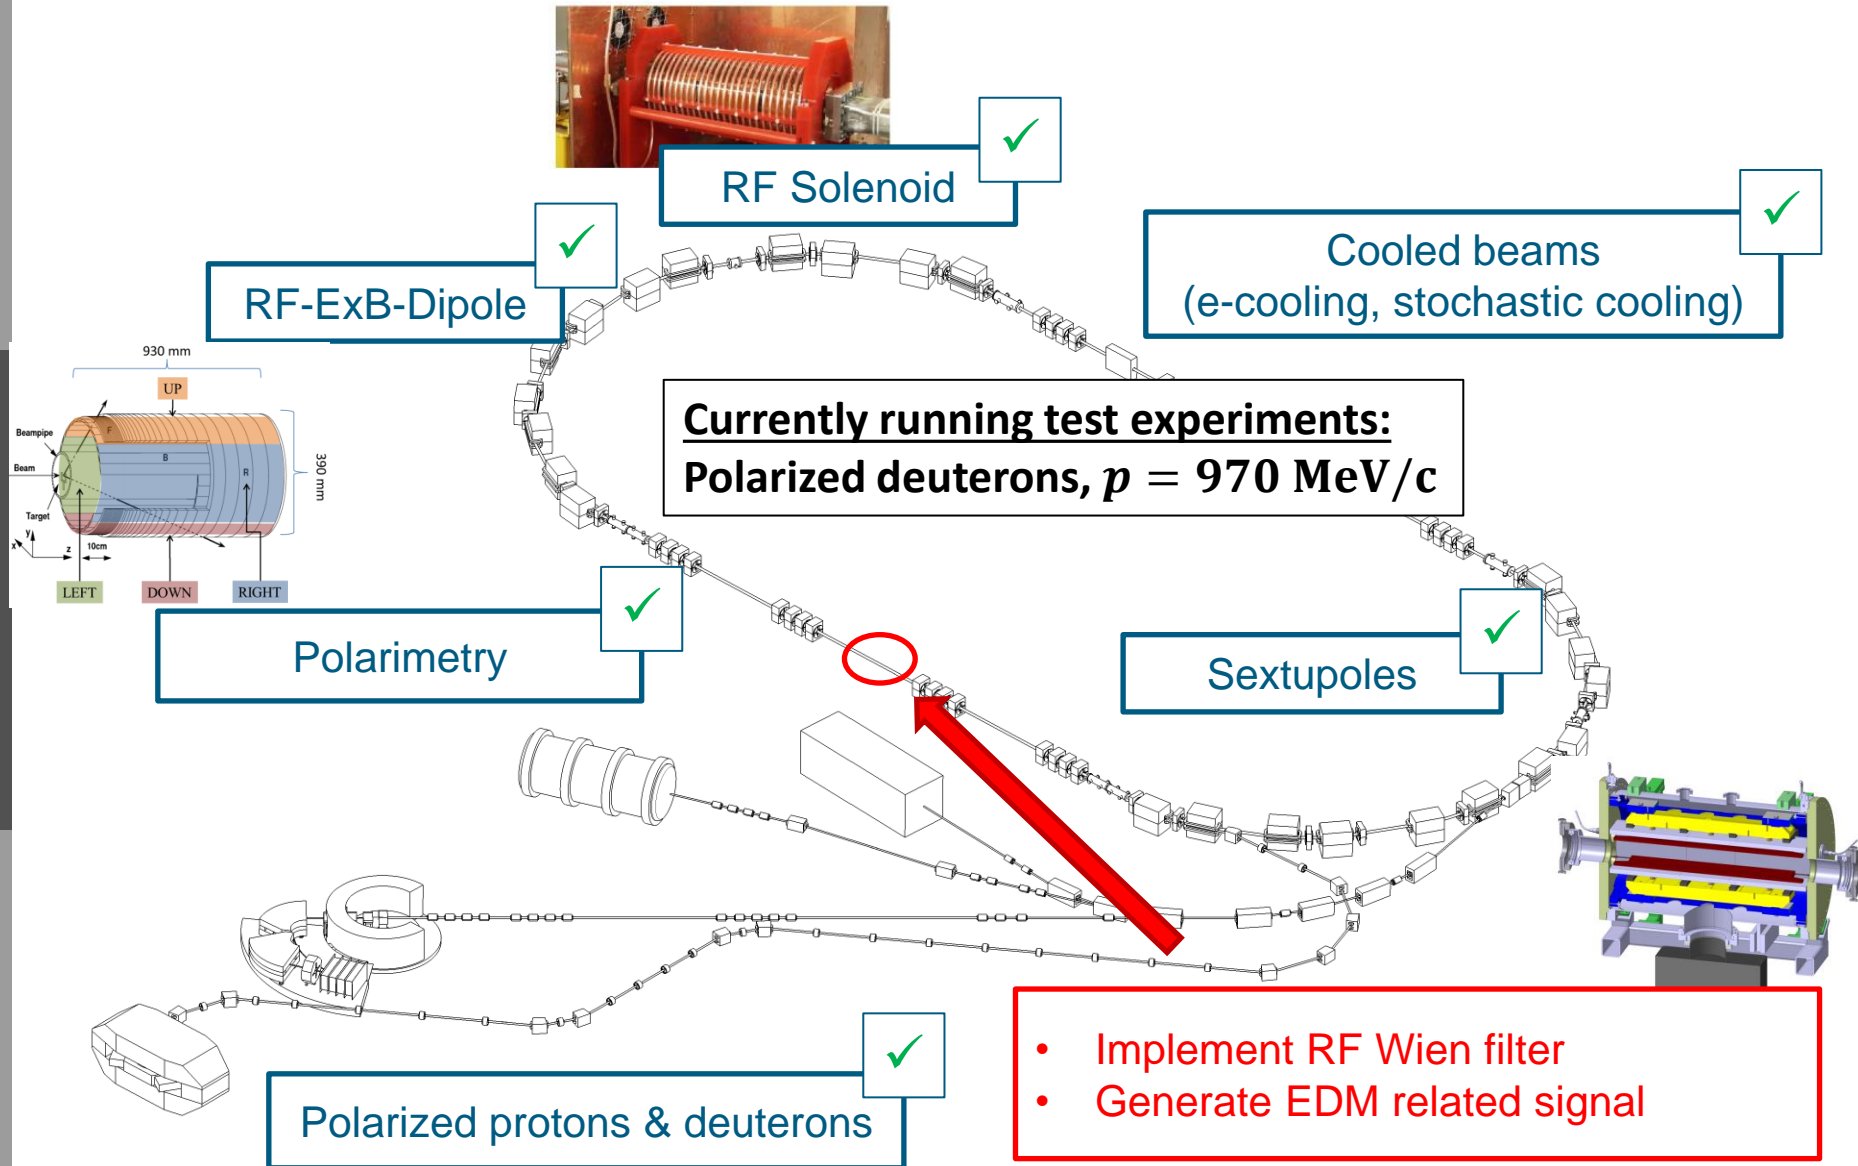 RF Solenoid
✓
RF-ExB-Dipole
✓
Cooled beams
(e-cooling, stochastic cooling)
✓
930 mm
UP
Beampipe
F
B
R
Beam
390 mm
Target
y
x
z
10cm
LEFT
DOWN
RIGHT
Currently running test experiments:
Polarized deuterons, p = 970 MeV/c
Polarimetry
✓
Sextupoles
✓
Polarized protons & deuterons
✓
• Implement RF Wien filter
• Generate EDM related signal